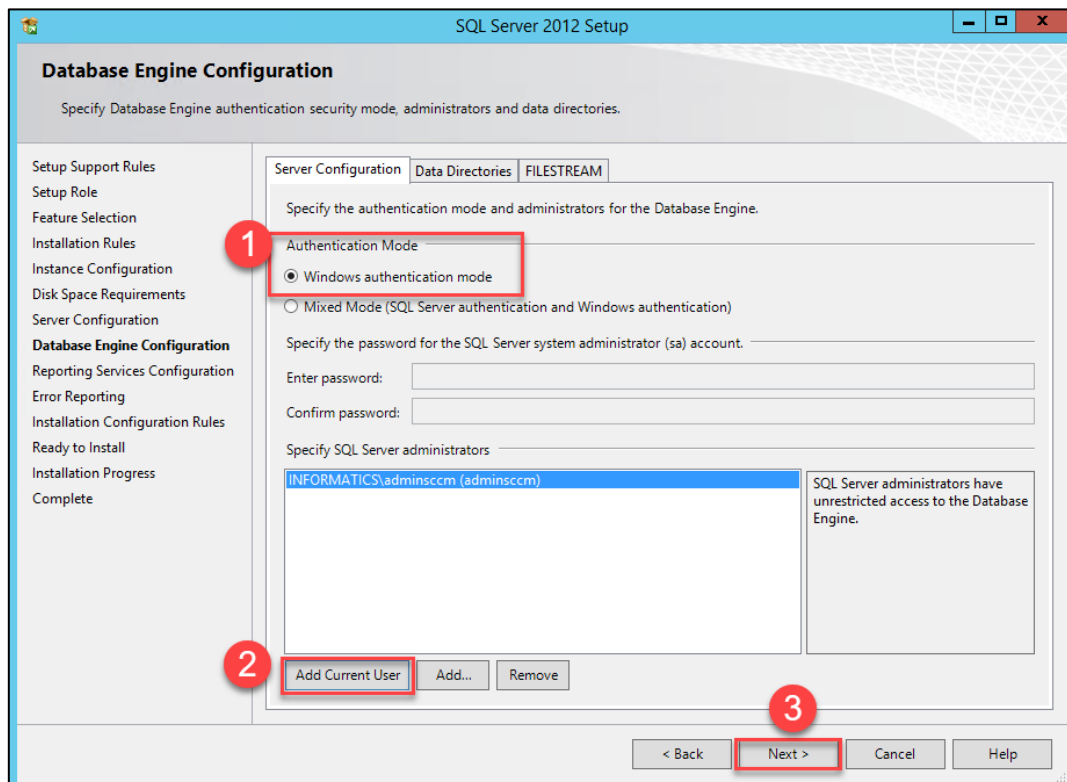 SQL Server 2012 Setup
X
Database Engine Configuration
Specify Database Engine authentication security mode, administrators and data directories.
Setup Support Rules
Setup Role
Feature Selection
Installation Rules
Instance Configuration
Disk Space Requirements
Server Configuration
Database Engine Configuration
Reporting Services Configuration
Error Reporting
Installation Configuration Rules
Ready to Install
Installation Progress
Complete
Server Configuration Data Directories FILESTREAM
Specify the authentication mode and administrators for the Database Engine.
1
Authentication Mode
Windows authentication mode
Mixed Mode (SQL Server authentication and Windows authentication)
Specify the password for the SQL Server system administrator (sa) account.
Enter password:
Confirm password:
Specify SQL Server administrators
INFORMATICS\adminsccm (adminsccm)
SQL Server administrators have
unrestricted access to the Database
Engine.
2
Add Current User Add... Remove
3
< Back Next > Cancel Help